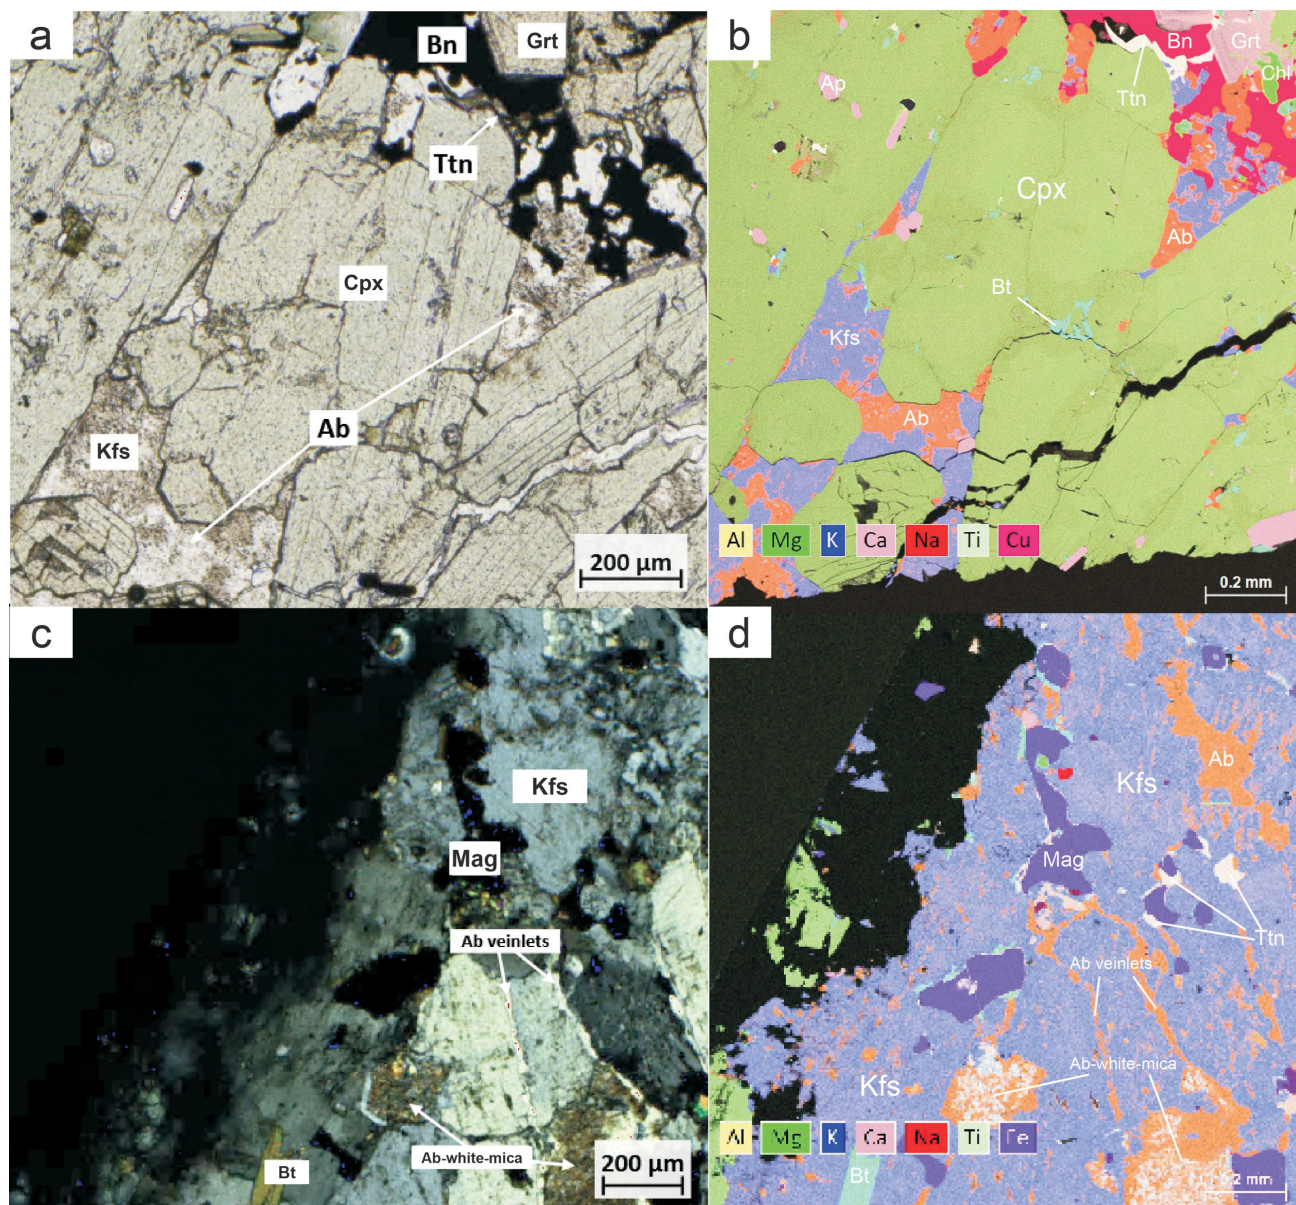 a
Bn
Grt
Ttn
Cpx
Ab
Kfs
200 µm
b
Bn
Grt
Chl
Ttn
Ap
Cpx
Ab
Bt
Kfs
Ab
Al Mg K Ca Na Ti Cu
0.2 mm
c
Kfs
Mag
Ab veinlets
Ab-white-mica
Bt
200 µm
d
Ab
Kfs
Mag
Ttn
Ab veinlets
Ab-white-mica
Kfs
Al Mg K Ca Na Ti Fe
Bt
0.2 mm